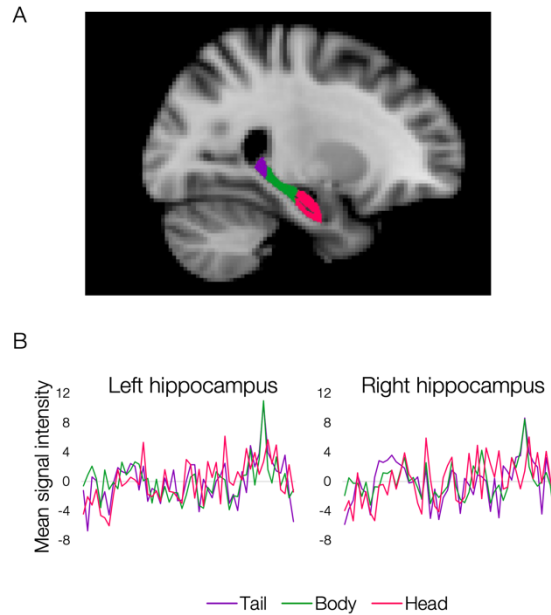 A
B
Left hippocampus
Right hippocampus
Mean signal intensity
12
8
4
0
-4
-8
12
8
4
0
-4
-8
Tail
Body
Head